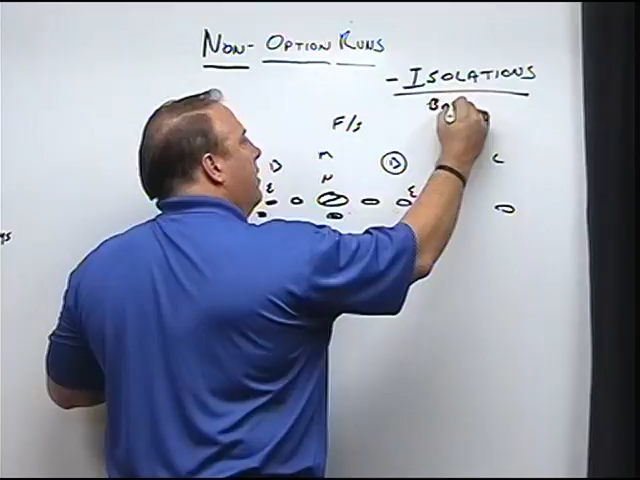 NON-OPTION RUNS
- ISOLATIONS
B
F/S
B M B C
E N E